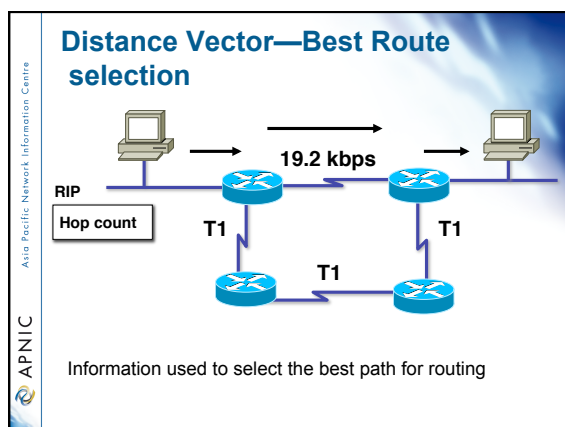 Distance Vector—Best Route
selection
19.2 kbps
RIP
Hop count
T1
T1
T1
Information used to select the best path for routing
Asia Pacific Network Information Centre
APNIC